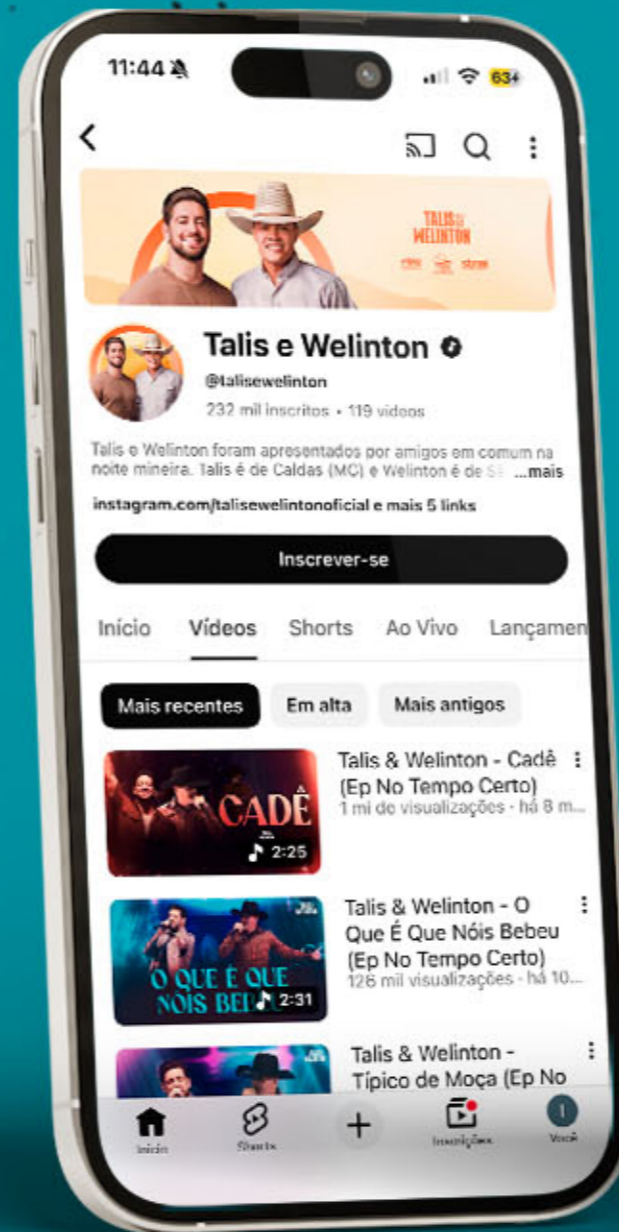 11:44
63
TALIS
WELINTON
Talis e Welinton
@talisewelinton
232 mil inscritos • 119 vídeos
Talis e Welinton foram apresentados por amigos em comum na
noite mineira. Talis é de Caldas (MG) e Welinton é de S ...mais
instagram.com/talisewelintonoficial e mais 5 links
Inscrever-se
Início Vídeos Shorts Ao Vivo Lançamen
Mais recentes Em alta Mais antigos
CADÊ
2:25
Talis & Welinton - Cadê
(Ep No Tempo Certo)
1 mi de visualizações · há 8 m...
O QUE É QUE
NÓIS BEBEU
2:31
Talis & Welinton - O
Que É Que Nóis Bebeu
(Ep No Tempo Certo)
126 mil visualizações · há 10...
Talis & Welinton -
Típico de Moça (Ep No
Início Shorts Inscrições Você